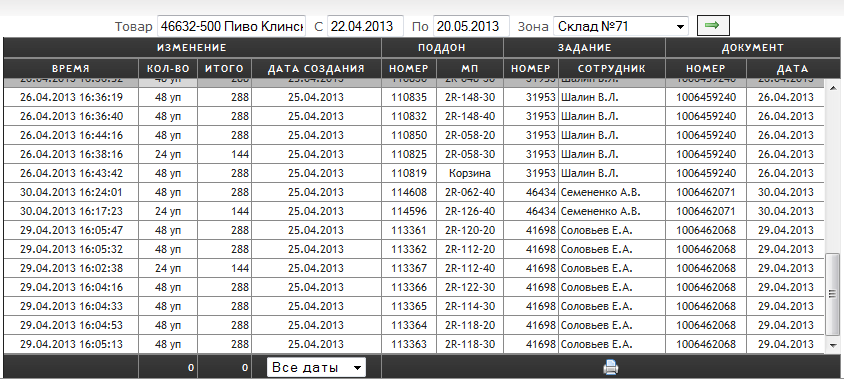 Товар 46632-500 Пиво Клинск С 22.04.2013 По 20.05.2013 Зона Склад №71
ИЗМЕНЕНИЕ ПОДДОН ЗАДАНИЕ ДОКУМЕНТ
ВРЕМЯ КОЛ-ВО ИТОГО ДАТА СОЗДАНИЯ НОМЕР МП НОМЕР СОТРУДНИК НОМЕР ДАТА
26.04.2013 16:36:19 48 уп 288 25.04.2013 110835 2R-148-30 31953 Шалин В.Л. 1006459240 26.04.2013
26.04.2013 16:36:40 48 уп 288 25.04.2013 110832 2R-148-40 31953 Шалин В.Л. 1006459240 26.04.2013
26.04.2013 16:44:16 48 уп 288 25.04.2013 110850 2R-058-20 31953 Шалин В.Л. 1006459240 26.04.2013
26.04.2013 16:38:16 24 уп 144 25.04.2013 110825 2R-058-30 31953 Шалин В.Л. 1006459240 26.04.2013
26.04.2013 16:43:42 48 уп 288 25.04.2013 110819 Корзина 31953 Шалин В.Л. 1006459240 26.04.2013
30.04.2013 16:24:01 48 уп 288 25.04.2013 114608 2R-062-40 46434 Семененко А.В. 1006462071 30.04.2013
30.04.2013 16:17:23 24 уп 144 25.04.2013 114596 2R-126-40 46434 Семененко А.В. 1006462071 30.04.2013
29.04.2013 16:05:47 48 уп 288 25.04.2013 113361 2R-120-20 41698 Соловьев Е.А. 1006462068 29.04.2013
29.04.2013 16:05:32 48 уп 288 25.04.2013 113362 2R-112-20 41698 Соловьев Е.А. 1006462068 29.04.2013
29.04.2013 16:02:38 24 уп 144 25.04.2013 113367 2R-112-40 41698 Соловьев Е.А. 1006462068 29.04.2013
29.04.2013 16:04:16 48 уп 288 25.04.2013 113366 2R-122-30 41698 Соловьев Е.А. 1006462068 29.04.2013
29.04.2013 16:04:33 48 уп 288 25.04.2013 113365 2R-114-30 41698 Соловьев Е.А. 1006462068 29.04.2013
29.04.2013 16:04:53 48 уп 288 25.04.2013 113364 2R-118-20 41698 Соловьев Е.А. 1006462068 29.04.2013
29.04.2013 16:05:13 48 уп 288 25.04.2013 113363 2R-118-30 41698 Соловьев Е.А. 1006462068 29.04.2013
0 0 Все даты